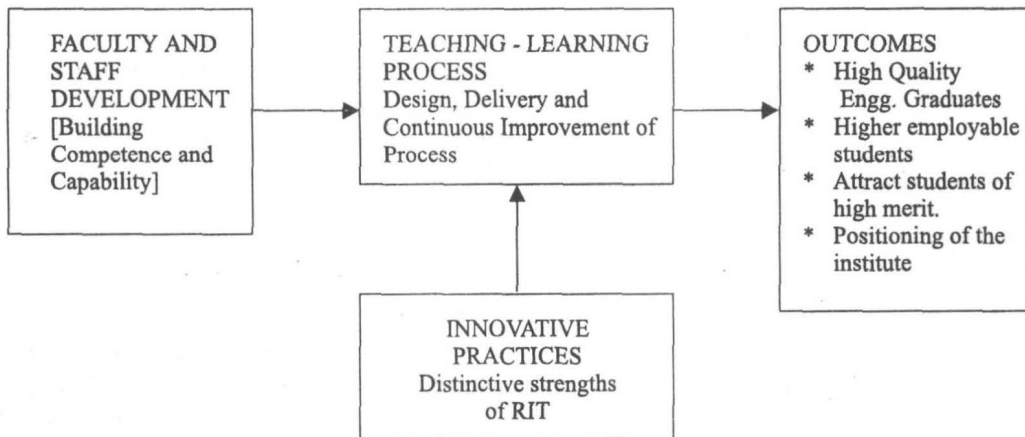 FACULTY AND
STAFF
DEVELOPMENT
[Building
Competence and
Capability]
TEACHING - LEARNING
PROCESS
Design, Delivery and
Continuous Improvement of
Process
OUTCOMES
* High Quality
Engg. Graduates
* Higher employable
students
* Attract students of
high merit.
* Positioning of the
institute
INNOVATIVE
PRACTICES
Distinctive strengths
of RIT